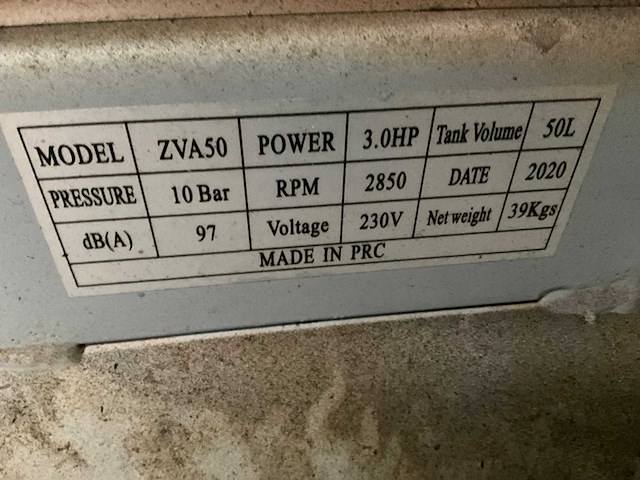 MODEL ZVA50 POWER 3.0HP Tank Volume 50L
PRESSURE 10 Bar RPM 2850 DATE 2020
dB(A) 97 Voltage 230V Net weight 39Kgs
MADE IN PRC